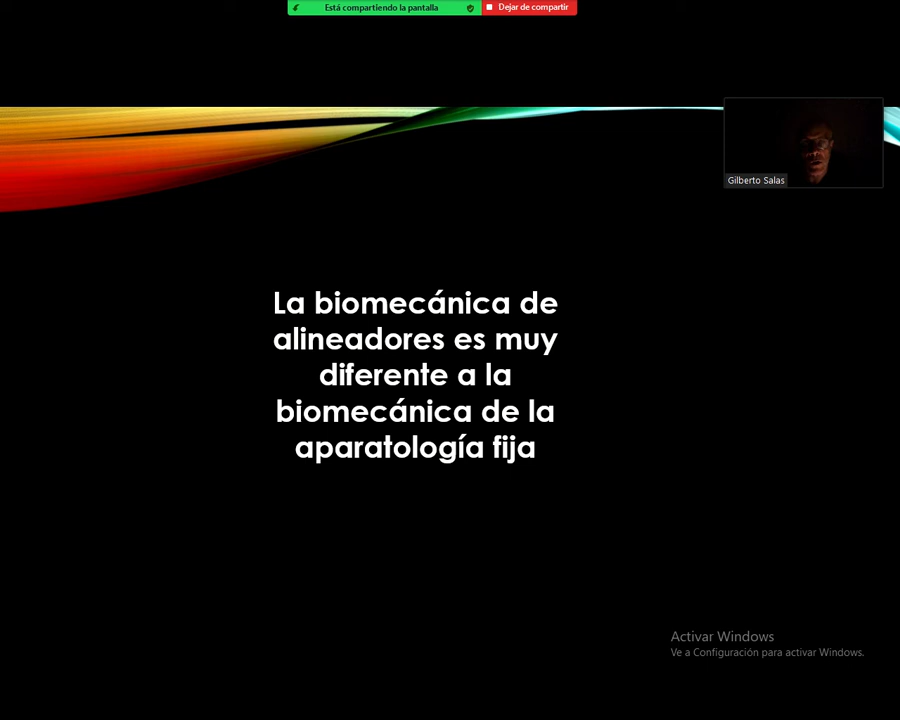 Está compartiendo la pantalla
Dejar de compartir
Gilberto Salas
La biomecánica de
alineadores es muy
diferente a la
biomecánica de la
aparatología fija
Activar Windows
Ve a Configuración para activar Windows.